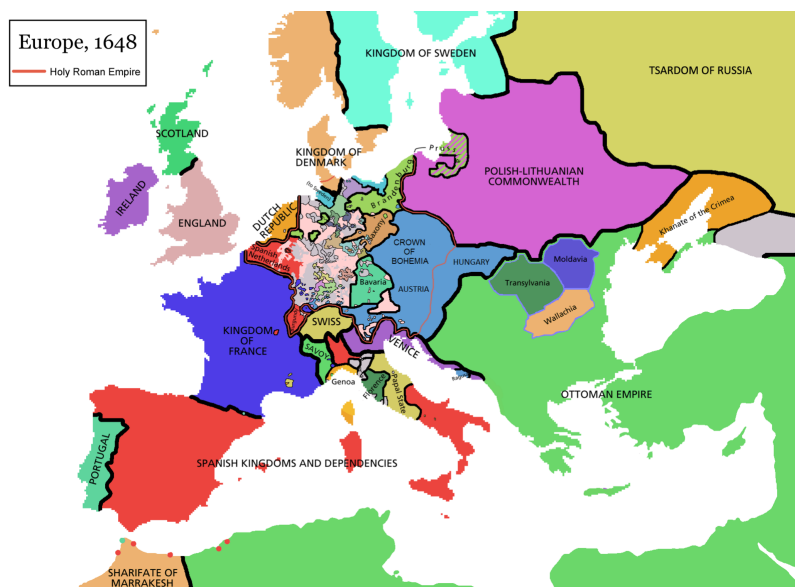 Europe, 1648
Holy Roman Empire
KINGDOM OF SWEDEN
TSARDOM OF RUSSIA
SCOTLAND
KINGDOM OF
DENMARK
Brandenburg
POLISH-LITHUANIAN
COMMONWEALTH
IRELAND
ENGLAND
DUTCH
REPUBLIC
Saxony
Khanate of the Crimea
Spanish
Netherlands
CROWN
OF
BOHEMIA
HUNGARY
Moldavia
Bavaria
AUSTRIA
Transylvania
Wallachia
KINGDOM
OF
FRANCE
SWISS
SAVOY
VENICE
Genoa
Florence
Papal State
OTTOMAN EMPIRE
PORTUGAL
SPANISH KINGDOMS AND DEPENDENCIES
SHARIFATE OF
MARRAKESH